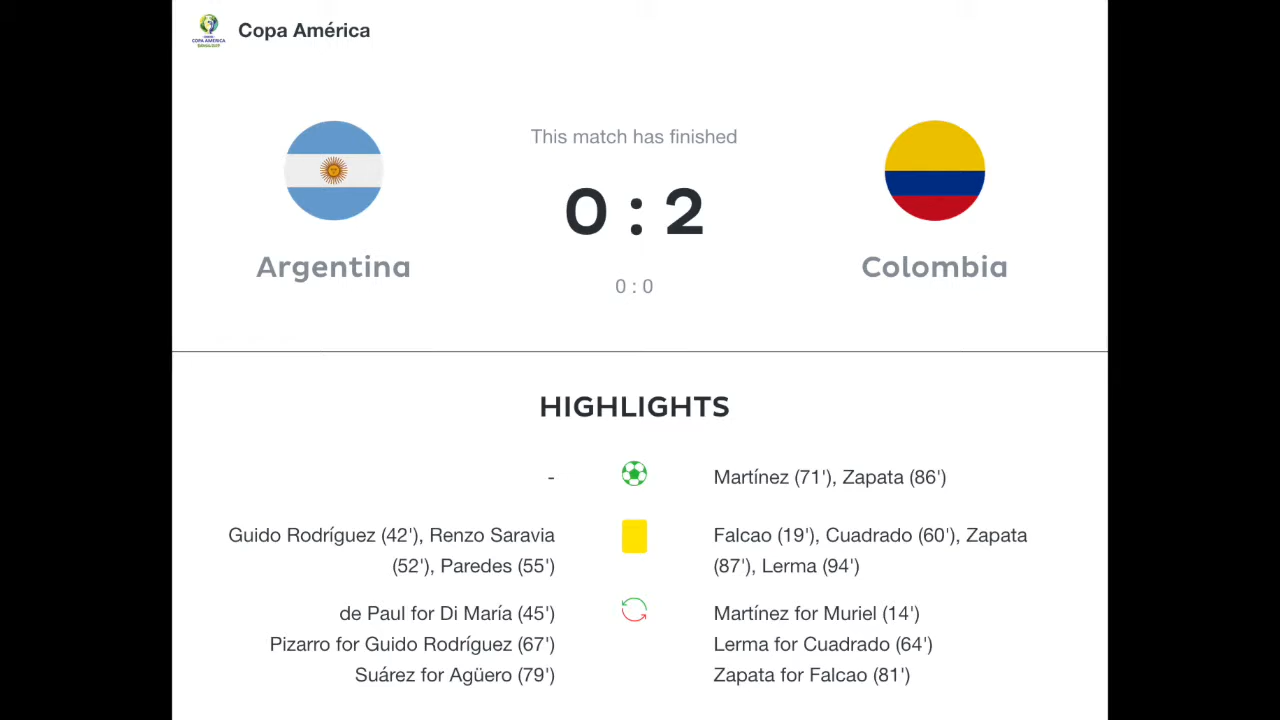 COPA AMERICA
Copa América
This match has finished
0 : 2
Argentina
Colombia
0 : 0
HIGHLIGHTS
-
Martínez (71'), Zapata (86')
Guido Rodríguez (42'), Renzo Saravia
(52'), Paredes (55')
Falcao (19'), Cuadrado (60'), Zapata
(87'), Lerma (94')
de Paul for Di María (45')
Pizarro for Guido Rodríguez (67')
Suárez for Agüero (79')
Martínez for Muriel (14')
Lerma for Cuadrado (64')
Zapata for Falcao (81')